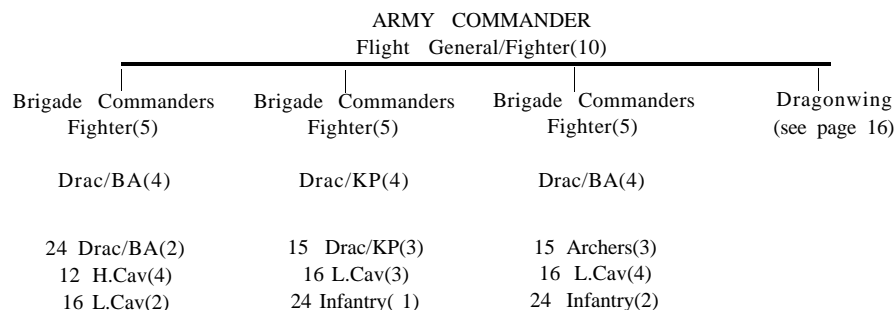 ARMY COMMANDER
Flight General/Fighter(10)
Brigade Commanders Brigade Commanders Brigade Commanders Dragonwing
Fighter(5) Fighter(5) Fighter(5) (see page 16)
Drac/BA(4) Drac/KP(4) Drac/BA(4)
24 Drac/BA(2) 15 Drac/KP(3) 15 Archers(3)
12 H.Cav(4) 16 L.Cav(3) 16 L.Cav(4)
16 L.Cav(2) 24 Infantry( 1) 24 Infantry(2)